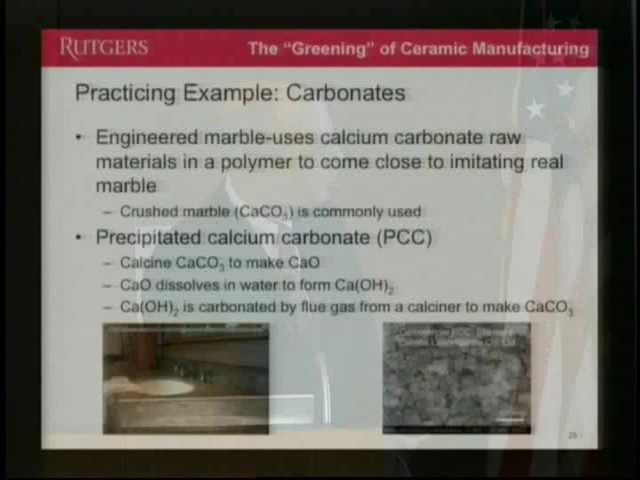 RUTGERS
The "Greening" of Ceramic Manufacturing
Practicing Example: Carbonates
• Engineered marble-uses calcium carbonate raw
materials in a polymer to come close to imitating real
marble
– Crushed marble (CaCO₃) is commonly used
• Precipitated calcium carbonate (PCC)
– Calcine CaCO₃ to make CaO
– CaO dissolves in water to form Ca(OH)₂
– Ca(OH)₂ is carbonated by flue gas from a calciner to make CaCO₃